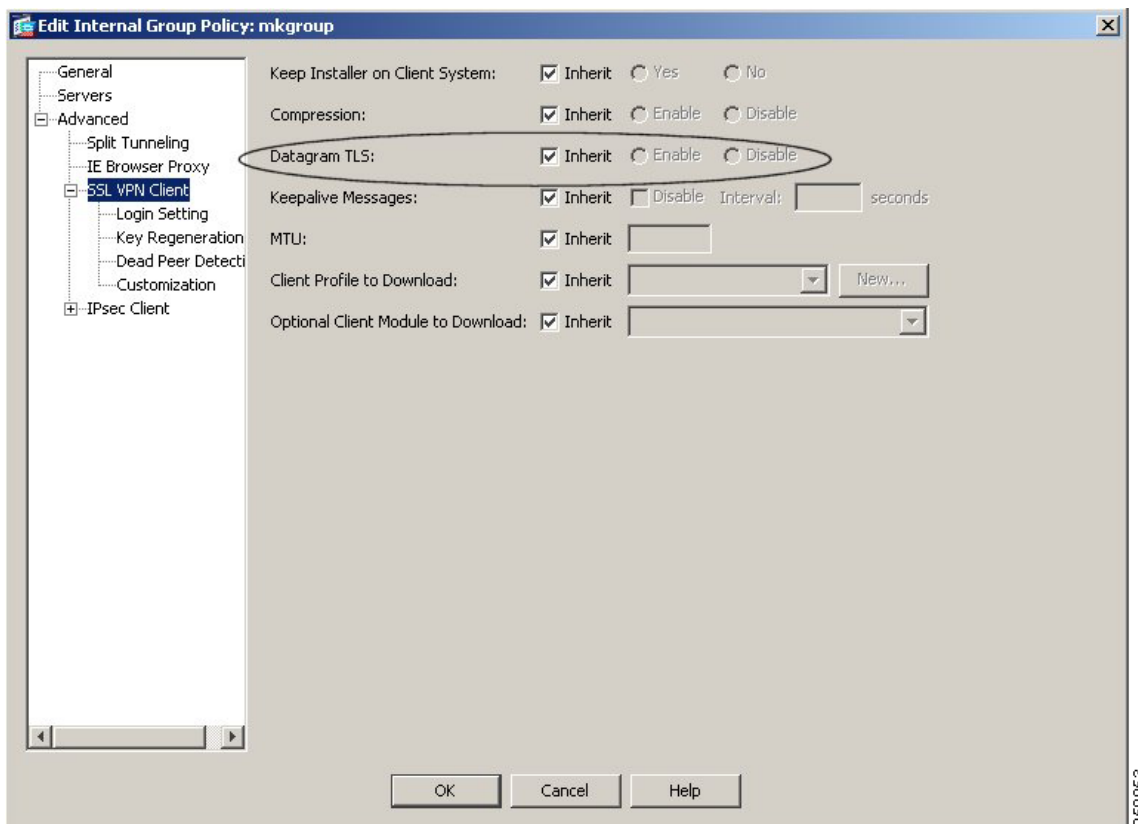 Edit Internal Group Policy: mkgroup
General
Servers
Advanced
Split Tunneling
IE Browser Proxy
SSL VPN Client
Login Setting
Key Regeneration
Dead Peer Detecti
Customization
IPsec Client
Keep Installer on Client System: Inherit Yes No
Compression: Inherit Enable Disable
Datagram TLS: Inherit Enable Disable
Keepalive Messages: Inherit Disable Interval: seconds
MTU: Inherit
Client Profile to Download: Inherit New...
Optional Client Module to Download: Inherit
OK Cancel Help